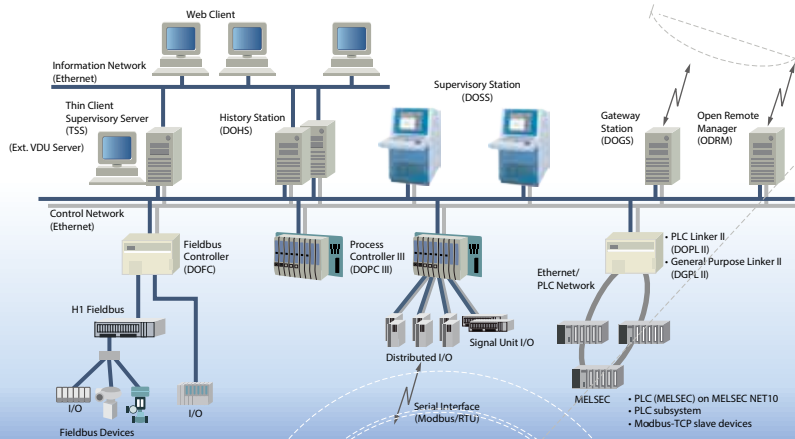 Web Client
Information Network
(Ethernet)
Thin Client
Supervisory Server
(TSS)
(Ext. VDU Server)
History Station
(DOHS)
Supervisory Station
(DOSS)
Gateway
Station
(DOGS)
Open Remote
Manager
(ODRM)
Control Network
(Ethernet)
Fieldbus
Controller
(DOFC)
Process
Controller III
(DOPC III)
• PLC Linker II
(DOPL II)
• General Purpose Linker II
(DGPL II)
Ethernet/
PLC Network
H1 Fieldbus
Distributed I/O
Signal Unit I/O
I/O
I/O
Fieldbus Devices
Serial Interface
(Modbus/RTU)
MELSEC
• PLC (MELSEC) on MELSEC NET10
• PLC subsystem
• Modbus-TCP slave devices